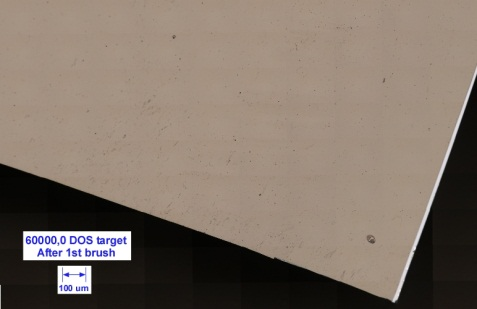 60000,0 DOS target
After 1st brush
100 um